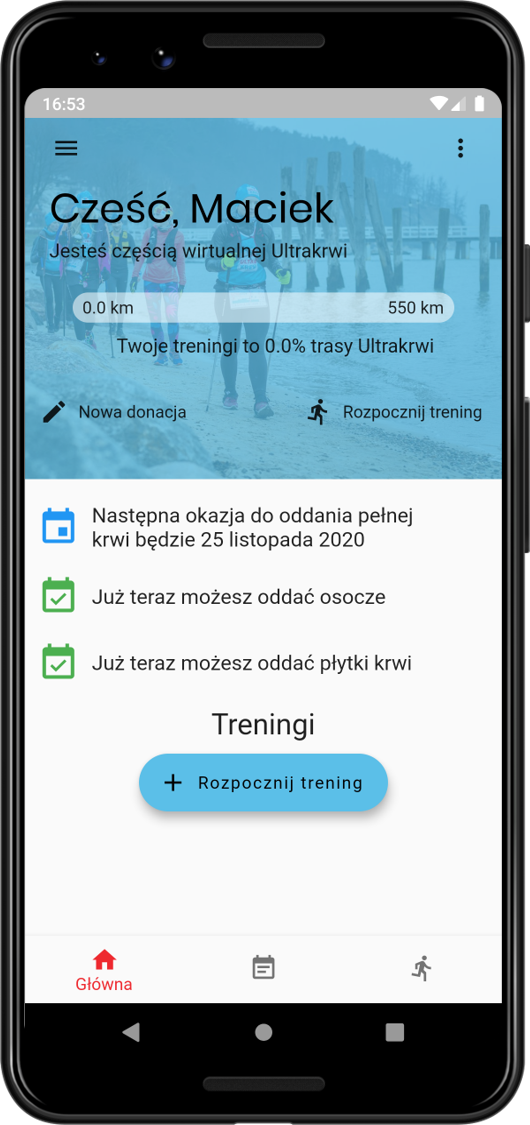 16:53
Cześć, Maciek
Jesteś częścią wirtualnej Ultrakrwi
0.0 km 550 km
Twoje treningi to 0.0% trasy Ultrakrwi
Nowa donacja Rozpocznij trening
Następna okazja do oddania pełnej
krwi będzie 25 listopada 2020
Już teraz możesz oddać osocze
Już teraz możesz oddać płytki krwi
Treningi
Rozpocznij trening
Główna